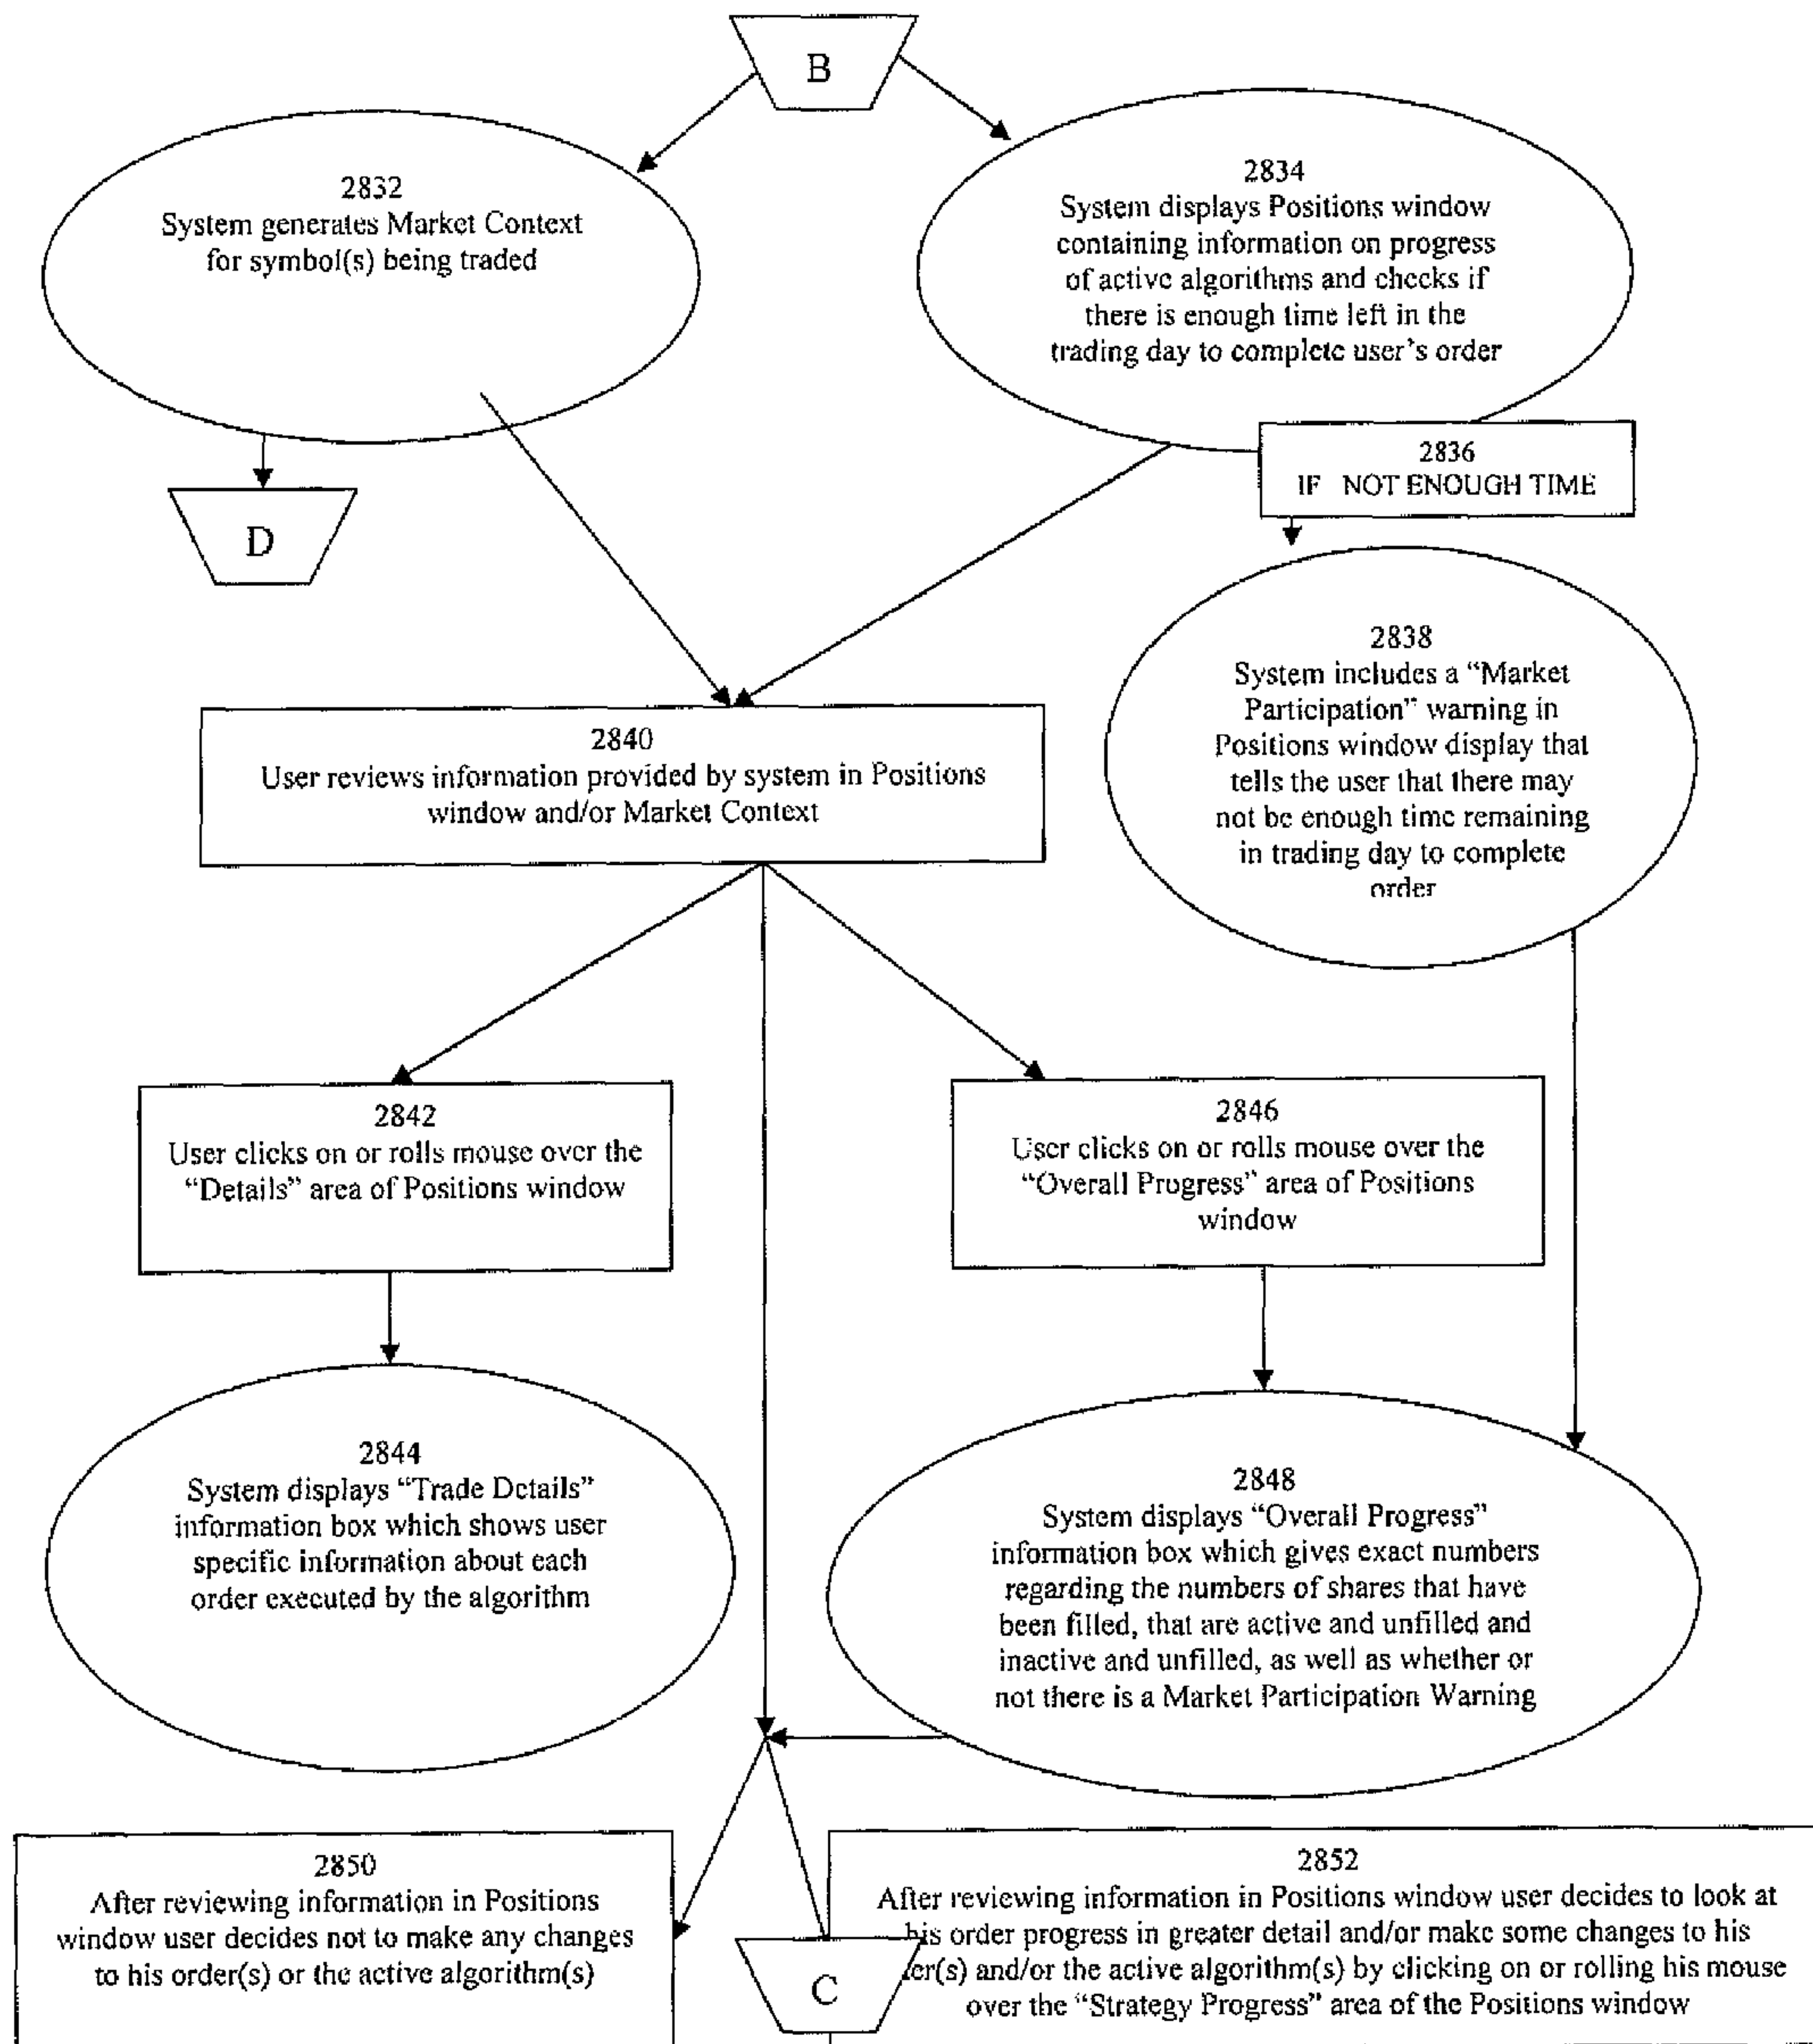 B
2832
System generates Market Context
for symbol(s) being traded
2834
System displays Positions window
containing information on progress
of active algorithms and checks if
there is enough time left in the
trading day to complete user's order
2836
IF NOT ENOUGH TIME
D
2838
System includes a “Market
Participation” warning in
Positions window display that
tells the user that there may
not be enough time remaining
in trading day to complete
order
2840
User reviews information provided by system in Positions
window and/or Market Context
2842
User clicks on or rolls mouse over the
“Details” area of Positions window
2846
User clicks on or rolls mouse over the
“Overall Progress” area of Positions
window
2844
System displays “Trade Details”
information box which shows user
specific information about each
order executed by the algorithm
2848
System displays “Overall Progress”
information box which gives exact numbers
regarding the numbers of shares that have
been filled, that are active and unfilled and
inactive and unfilled, as well as whether or
not there is a Market Participation Warning
2850
After reviewing information in Positions
window user decides not to make any changes
to his order(s) or the active algorithm(s)
C
2852
After reviewing information in Positions window user decides to look at
his order progress in greater detail and/or make some changes to his
and/or the active algorithm(s) by clicking on or rolling his mouse
over the “Strategy Progress” area of the Positions window